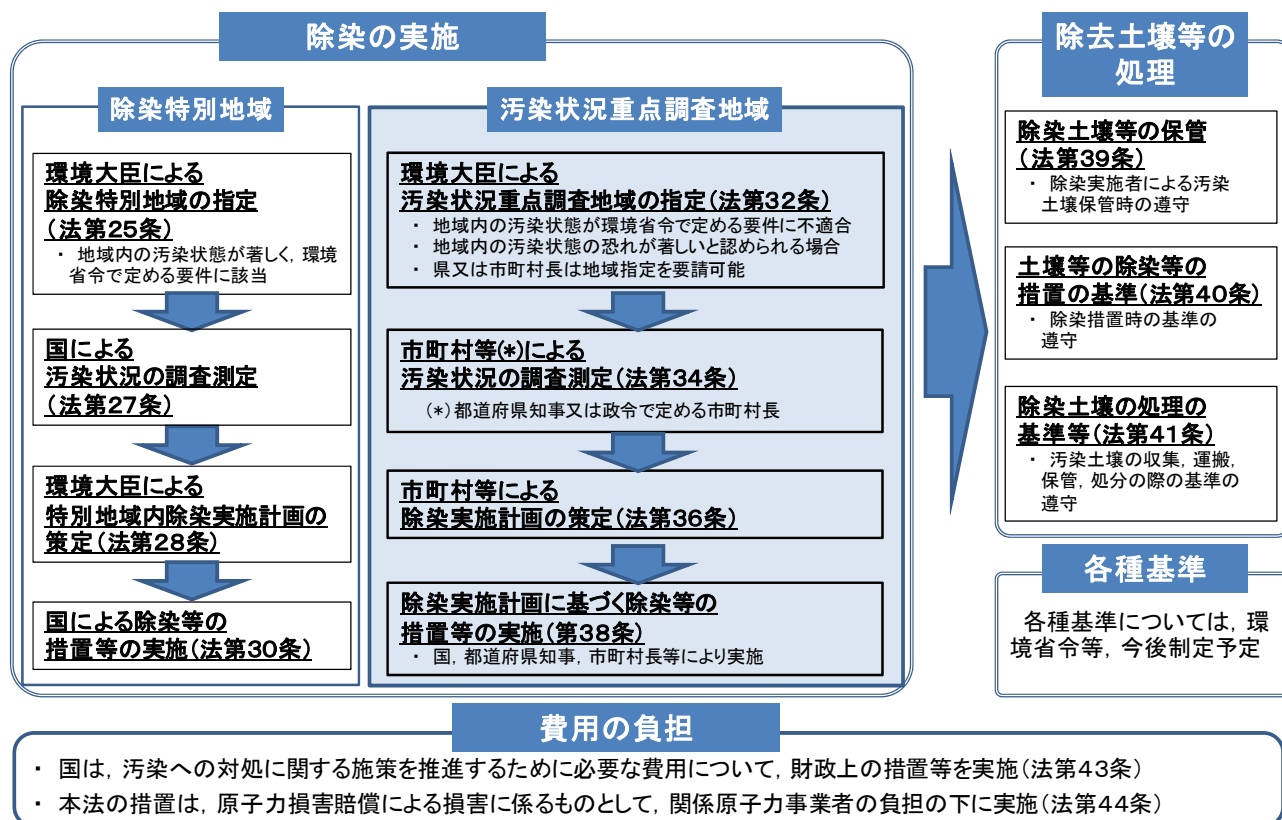 除染の実施
除染特別地域
環境大臣による
除染特別地域の指定
(法第25条)
・ 地域内の汚染状態が著しく, 環境
省令で定める要件に該当
国による
汚染状況の調査測定
(法第27条)
環境大臣による
特別地域内除染実施計画の
策定(法第28条)
国による除染等の
措置等の実施(法第30条)
汚染状況重点調査地域
環境大臣による
汚染状況重点調査地域の指定(法第32条)
・ 地域内の汚染状態が環境省令で定める要件に不適合
・ 地域内の汚染状態の恐れが著しいと認められる場合
・ 県又は市町村長は地域指定を要請可能
市町村等(*)による
汚染状況の調査測定(法第34条)
(*)都道府県知事又は政令で定める市町村長
市町村等による
除染実施計画の策定(法第36条)
除染実施計画に基づく除染等の
措置等の実施(第38条)
・ 国, 都道府県知事, 市町村長等により実施
除去土壌等の
処理
除染土壌等の保管
(法第39条)
・ 除染実施者による汚染
土壌保管時の遵守
土壌等の除染等の
措置の基準(法第40条)
・ 除染措置時の基準の
遵守
除染土壌の処理の
基準等(法第41条)
・ 汚染土壌の収集, 運搬,
保管, 処分の際の基準の
遵守
各種基準
各種基準については, 環
境省令等, 今後制定予定
費用の負担
・ 国は, 汚染への対処に関する施策を推進するために必要な費用について, 財政上の措置等を実施(法第43条)
・ 本法の措置は, 原子力損害賠償による損害に係るものとして, 関係原子力事業者の負担の下に実施(法第44条)